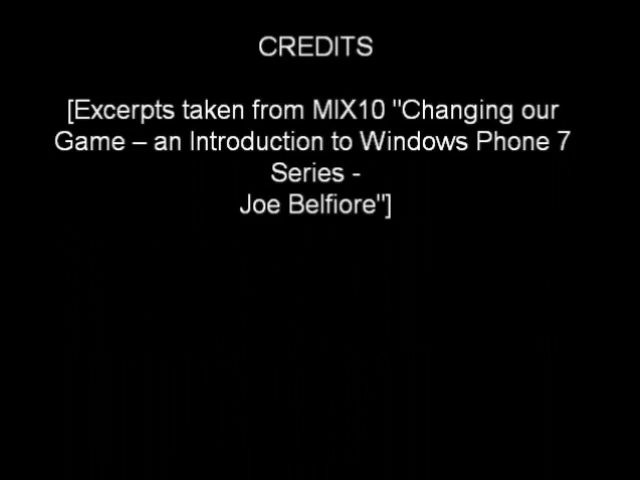 CREDITS
[Excerpts taken from MIX10 "Changing our
Game – an Introduction to Windows Phone 7
Series -
Joe Belfiore"]